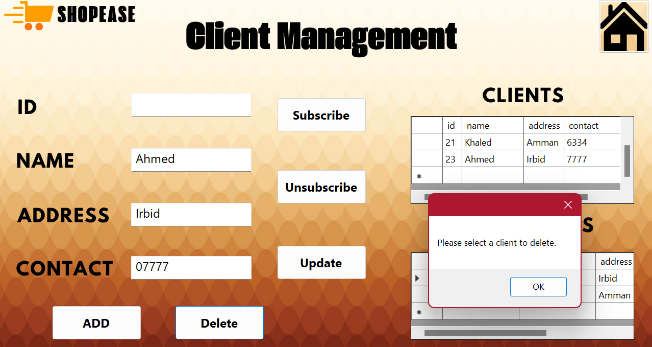 SHOPEASE
Client Management
ID
NAME
Ahmed
ADDRESS
Irbid
CONTACT
07777
Subscribe
Unsubscribe
Update
ADD
Delete
CLIENTS
id name address contact
21 Khaled Amman 6334
23 Ahmed Irbid 7777
S
Please select a client to delete.
OK
address
Irbid
Amman